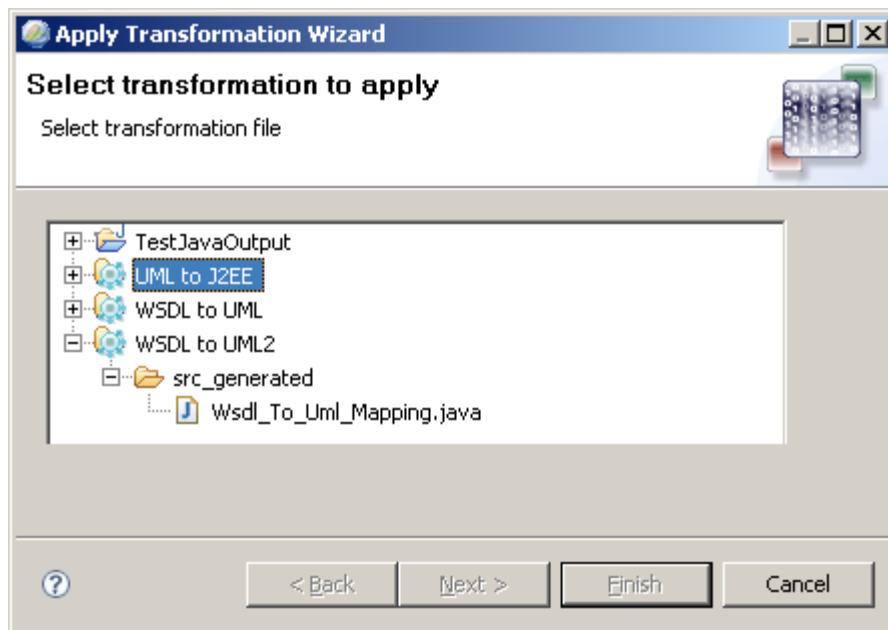 Apply Transformation Wizard
Select transformation to apply
Select transformation file
TestJavaOutput
UML to J2EE
WSDL to UML
WSDL to UML2
src_generated
Wsdl_To_Uml_Mapping.java
? < Back Next > Finish Cancel